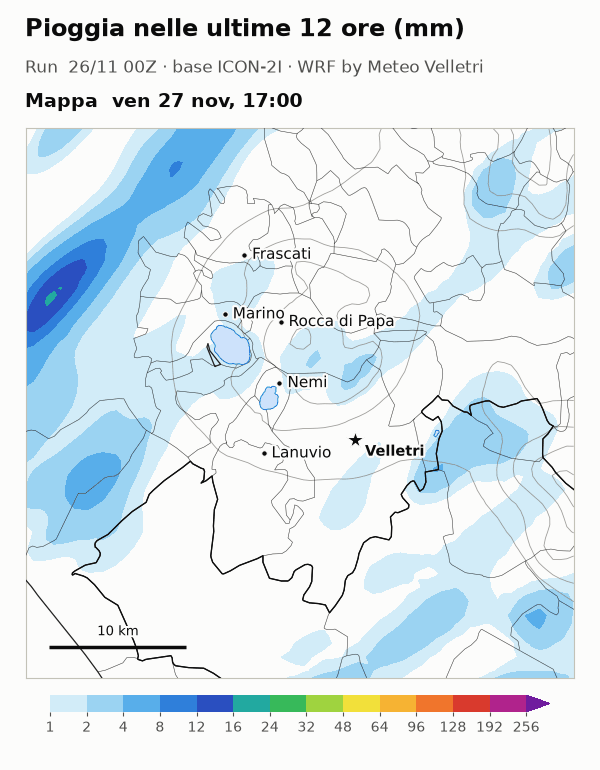 Pioggia nelle ultime 12 ore (mm)
Run  26/11 00Z · base ICON-2I · WRF by Meteo Velletri
Mappa  ven 27 nov, 17:00
Frascati
Marino
Rocca di Papa
Nemi
Velletri
Lanuvio
10 km
1 2 4 8 12 16 24 32 48 64 96 128 192 256